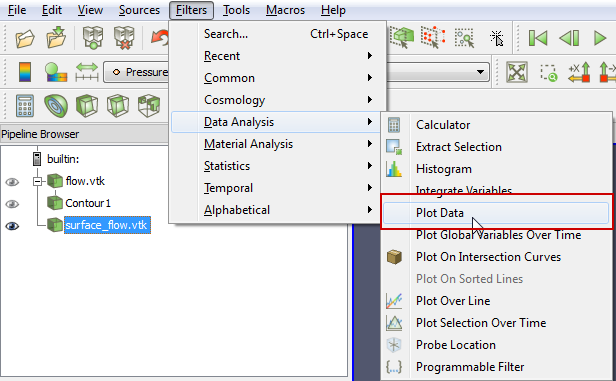 File Edit View Sources Filters Tools Macros Help
Search... Ctrl+Space
Recent
Common
Cosmology
Data Analysis
Material Analysis
Statistics
Temporal
Alphabetical
Pressure
Pipeline Browser
builtin:
flow.vtk
Contour1
surface_flow.vtk
Calculator
Extract Selection
Histogram
Integrate Variables
Plot Data
Plot Global Variables Over Time
Plot On Intersection Curves
Plot On Sorted Lines
Plot Over Line
Plot Selection Over Time
Probe Location
Programmable Filter